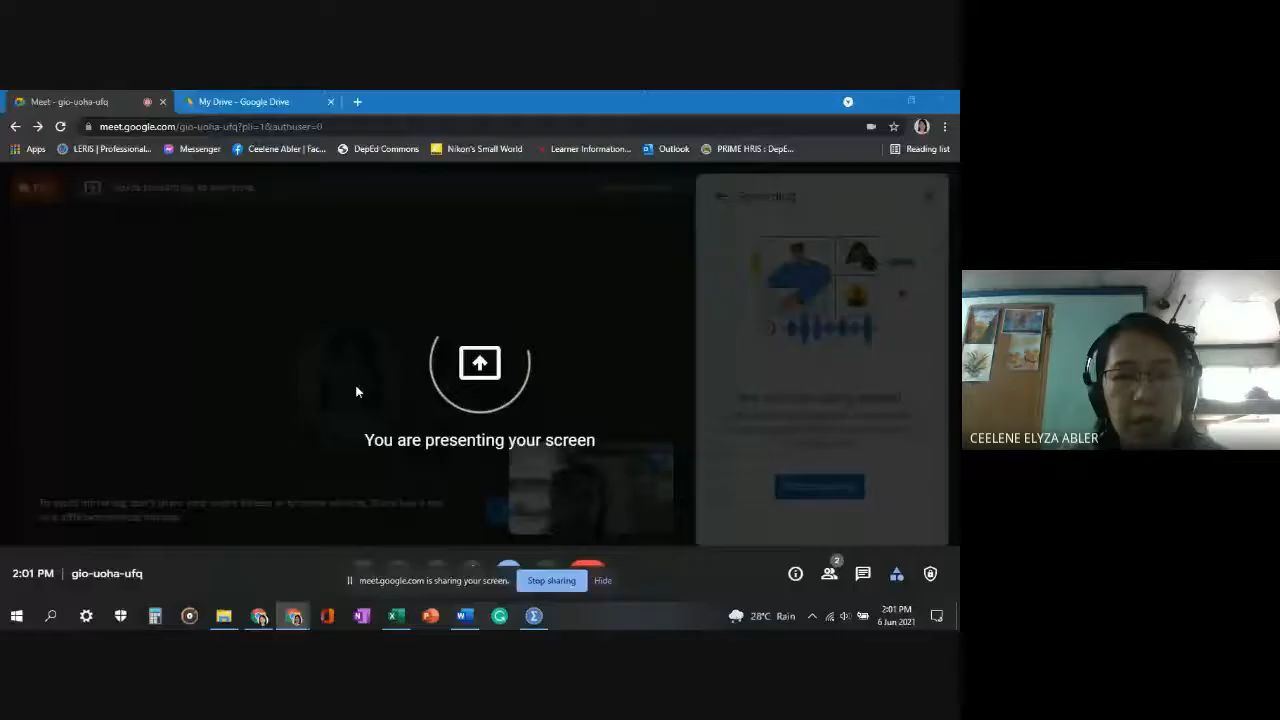 Meet - gio-uoha-ufq
My Drive - Google Drive
meet.google.com/gio-uoha-ufq?pli=1&authuser=0
Apps
LERIS | Professional...
Messenger
Ceelene Abler | Fac...
DepEd Commons
Nikon's Small World
Learner Information...
Outlook
PRIME HRIS : DepE...
Reading list
Recording
You are presenting your screen
CEELENE ELYZA ABLER
2:01 PM | gio-uoha-ufq
2
meet.google.com is sharing your screen.
Stop sharing
Hide
28°C Rain
2:01 PM
6 Jun 2021